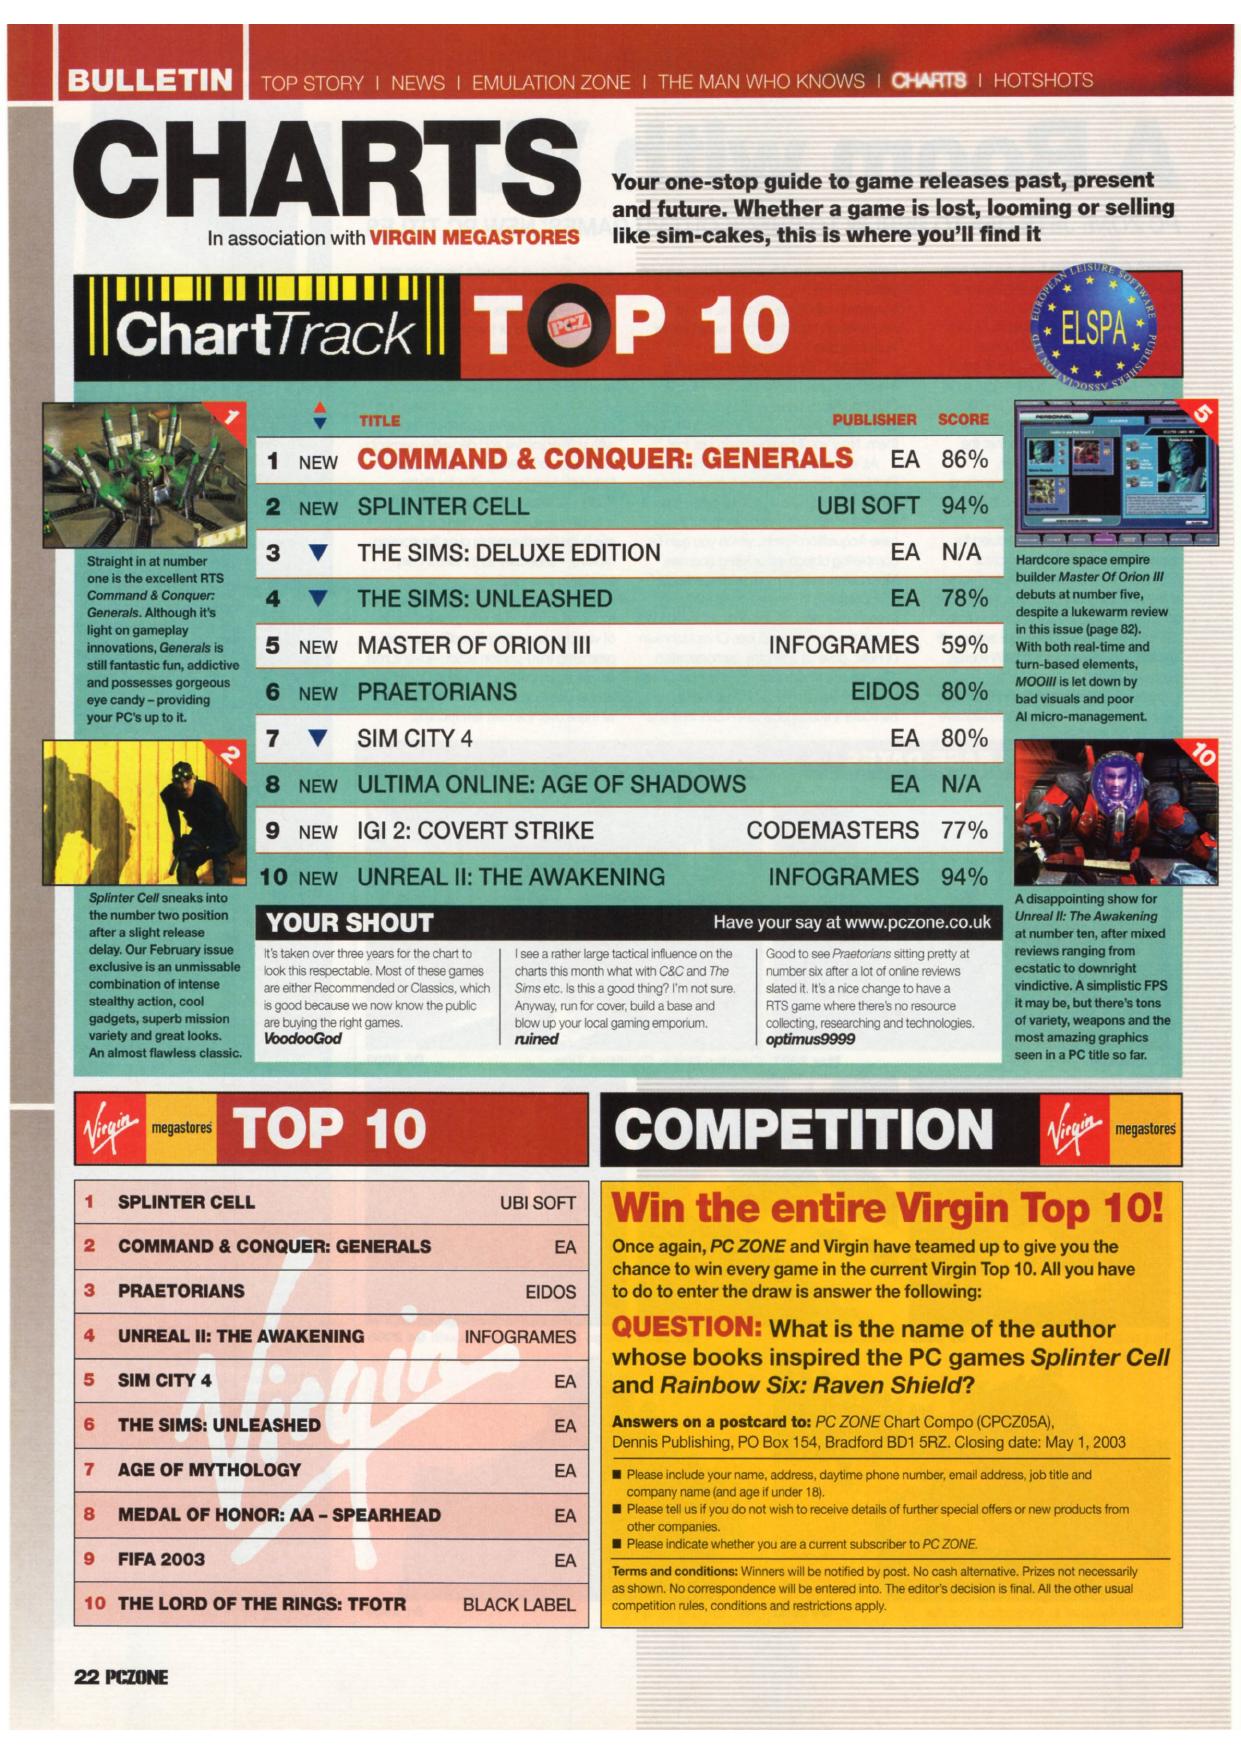 BULLETIN TOP STORY | NEWS | EMULATION ZONE | THE MAN WHO KNOWS | CHARTS | HOTSHOTS
CHARTS
In association with VIRGIN MEGASTORES
Your one-stop guide to game releases past, present
and future. Whether a game is lost, looming or selling
like sim-cakes, this is where you'll find it
ChartTrack TOP 10
PCZ
EUROPEAN LEISURE SOFTWARE PUBLISHERS ASSOCIATION LTD
ELSPA
TITLE PUBLISHER SCORE
1 NEW COMMAND & CONQUER: GENERALS EA 86%
2 NEW SPLINTER CELL UBI SOFT 94%
3 ▼ THE SIMS: DELUXE EDITION EA N/A
4 ▼ THE SIMS: UNLEASHED EA 78%
5 NEW MASTER OF ORION III INFOGRAMES 59%
6 NEW PRAETORIANS EIDOS 80%
7 ▼ SIM CITY 4 EA 80%
8 NEW ULTIMA ONLINE: AGE OF SHADOWS EA N/A
9 NEW IGI 2: COVERT STRIKE CODEMASTERS 77%
10 NEW UNREAL II: THE AWAKENING INFOGRAMES 94%
1
Straight in at number
one is the excellent RTS
Command & Conquer:
Generals. Although it's
light on gameplay
innovations, Generals is
still fantastic fun, addictive
and possesses gorgeous
eye candy – providing
your PC's up to it.
2
Splinter Cell sneaks into
the number two position
after a slight release
delay. Our February issue
exclusive is an unmissable
combination of intense
stealthy action, cool
gadgets, superb mission
variety and great looks.
An almost flawless classic.
5
PERSONNEL
Hardcore space empire
builder Master Of Orion III
debuts at number five,
despite a lukewarm review
in this issue (page 82).
With both real-time and
turn-based elements,
MOOIII is let down by
bad visuals and poor
AI micro-management.
10
A disappointing show for
Unreal II: The Awakening
at number ten, after mixed
reviews ranging from
ecstatic to downright
vindictive. A simplistic FPS
it may be, but there's tons
of variety, weapons and the
most amazing graphics
seen in a PC title so far.
YOUR SHOUT Have your say at www.pczone.co.uk
It's taken over three years for the chart to
look this respectable. Most of these games
are either Recommended or Classics, which
is good because we now know the public
are buying the right games.
VoodooGod
I see a rather large tactical influence on the
charts this month what with C&C and The
Sims etc. Is this a good thing? I'm not sure.
Anyway, run for cover, build a base and
blow up your local gaming emporium.
ruined
Good to see Praetorians sitting pretty at
number six after a lot of online reviews
slated it. It's a nice change to have a
RTS game where there's no resource
collecting, researching and technologies.
optimus9999
Virgin megastores TOP 10
1 SPLINTER CELL UBI SOFT
2 COMMAND & CONQUER: GENERALS EA
3 PRAETORIANS EIDOS
4 UNREAL II: THE AWAKENING INFOGRAMES
5 SIM CITY 4 EA
6 THE SIMS: UNLEASHED EA
7 AGE OF MYTHOLOGY EA
8 MEDAL OF HONOR: AA – SPEARHEAD EA
9 FIFA 2003 EA
10 THE LORD OF THE RINGS: TFOTR BLACK LABEL
Virgin
COMPETITION Virgin megastores
Win the entire Virgin Top 10!
Once again, PC ZONE and Virgin have teamed up to give you the
chance to win every game in the current Virgin Top 10. All you have
to do to enter the draw is answer the following:
QUESTION: What is the name of the author
whose books inspired the PC games Splinter Cell
and Rainbow Six: Raven Shield?
Answers on a postcard to: PC ZONE Chart Compo (CPCZ05A),
Dennis Publishing, PO Box 154, Bradford BD1 5RZ. Closing date: May 1, 2003
■ Please include your name, address, daytime phone number, email address, job title and
company name (and age if under 18).
■ Please tell us if you do not wish to receive details of further special offers or new products from
other companies.
■ Please indicate whether you are a current subscriber to PC ZONE.
Terms and conditions: Winners will be notified by post. No cash alternative. Prizes not necessarily
as shown. No correspondence will be entered into. The editor's decision is final. All the other usual
competition rules, conditions and restrictions apply.
22 PCZONE